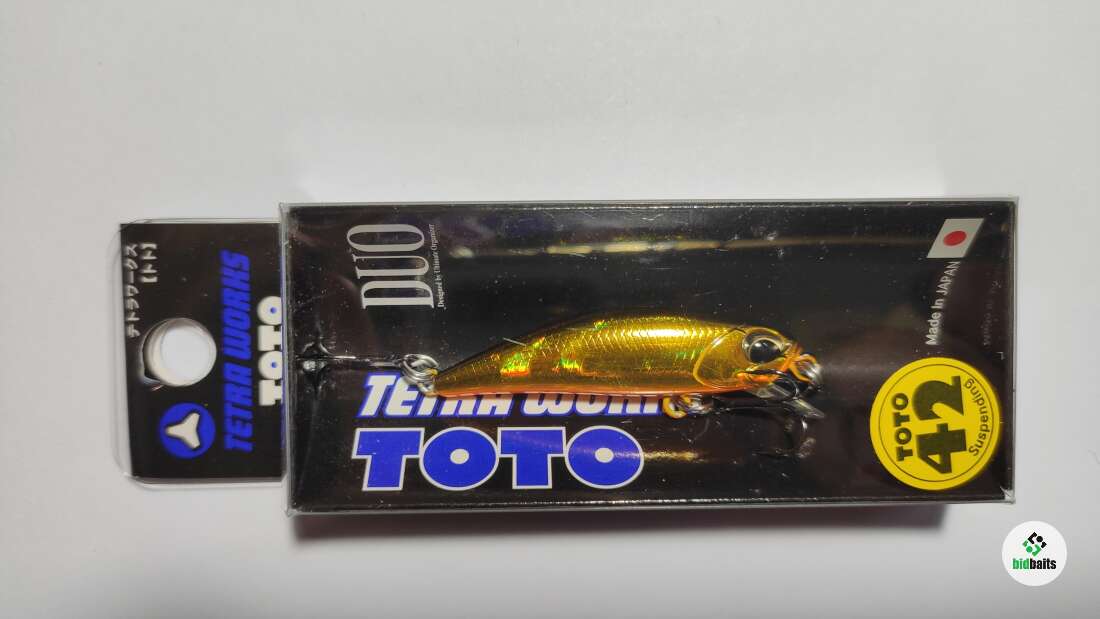 テトラワークス
【トト】
TETRA WORKS
TOTO
DUO
Designed by Ultimate Organizer
TETRA WORK
TOTO
Made In JAPAN
TOTO
42
Suspending
bidbaits